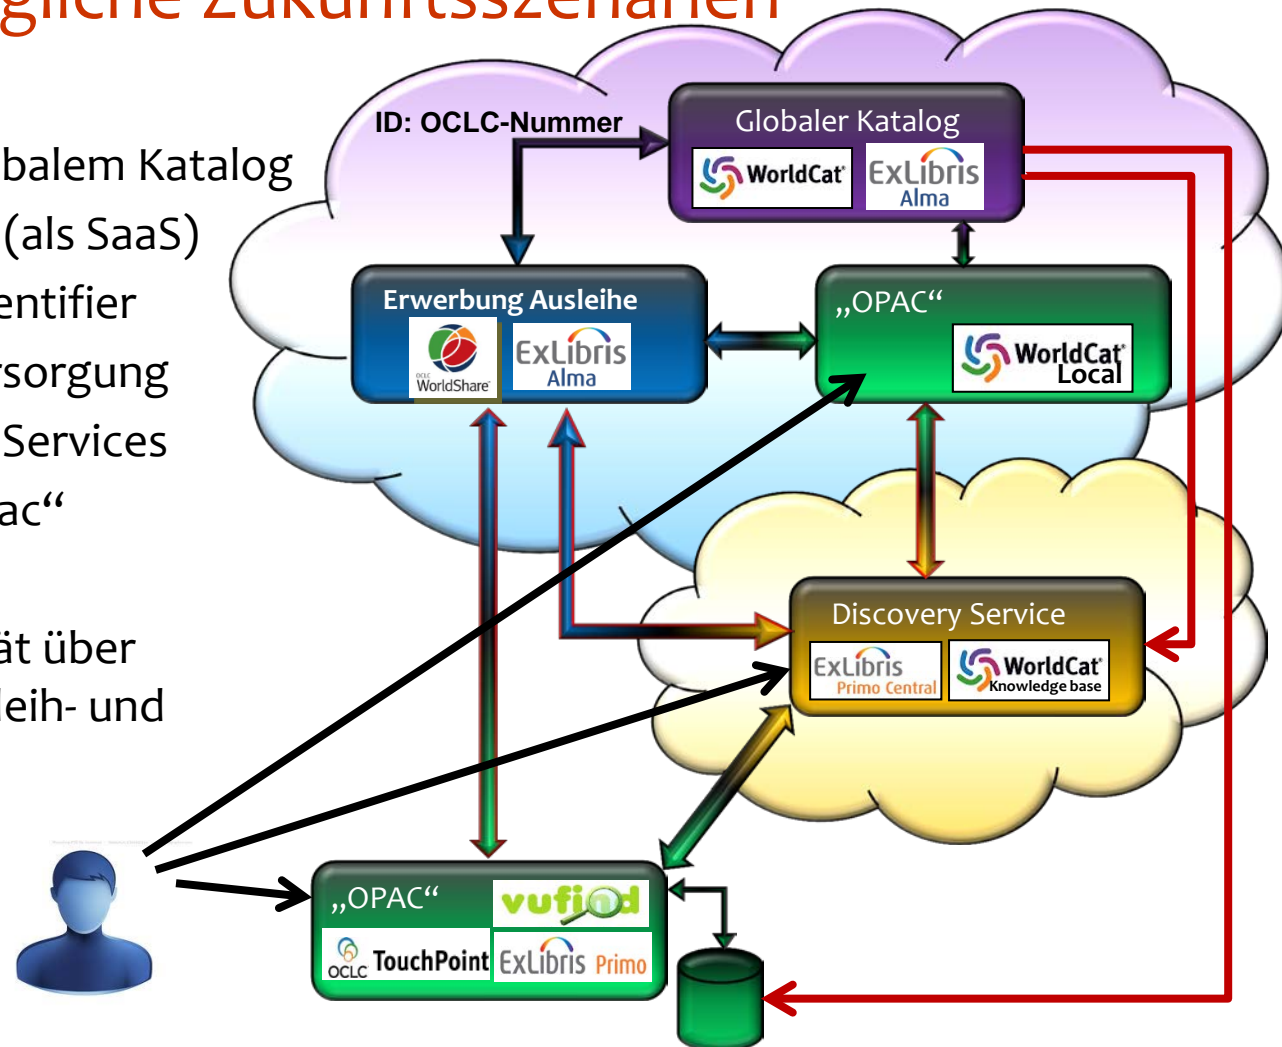 gliche Zukunftsszenarien
balem Katalog
(als SaaS)
entifier
rsorgung
Services
ac“
ät über
leih- und
ID: OCLC-Nummer
Globaler Katalog
WorldCat
ExLibris
Alma
Erwerbung Ausleihe
OCLC
WorldShare
ExLibris
Alma
„OPAC“
WorldCat
Local
Discovery Service
ExLibris
Primo Central
WorldCat
Knowledge base
„OPAC“
vufind
OCLC TouchPoint
ExLibris Primo